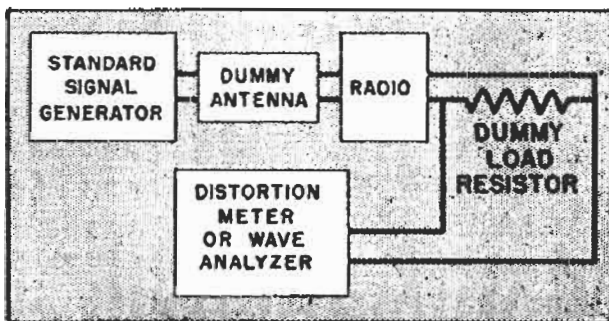 STANDARD
SIGNAL
GENERATOR
DUMMY
ANTENNA
RADIO
DUMMY
LOAD
RESISTOR
DISTORTION
METER
OR WAVE
ANALYZER